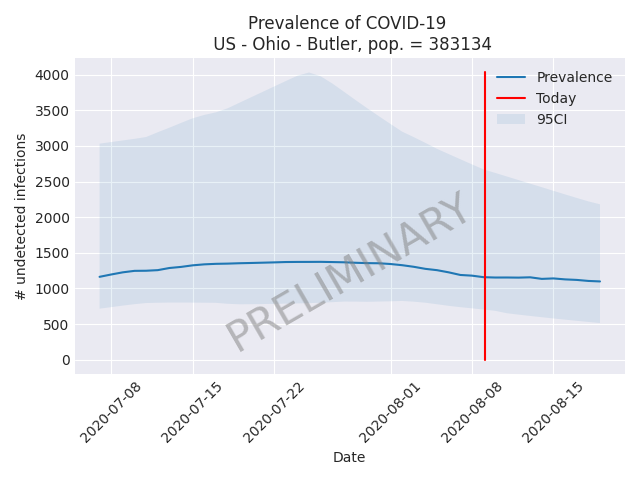 Prevalence of COVID-19
US - Ohio - Butler, pop. = 383134
# undetected infections
4000
3500
3000
2500
2000
1500
1000
500
0
Prevalence
Today
95CI
PRELIMINARY
2020-07-08
2020-07-15
2020-07-22
2020-08-01
2020-08-08
2020-08-15
Date